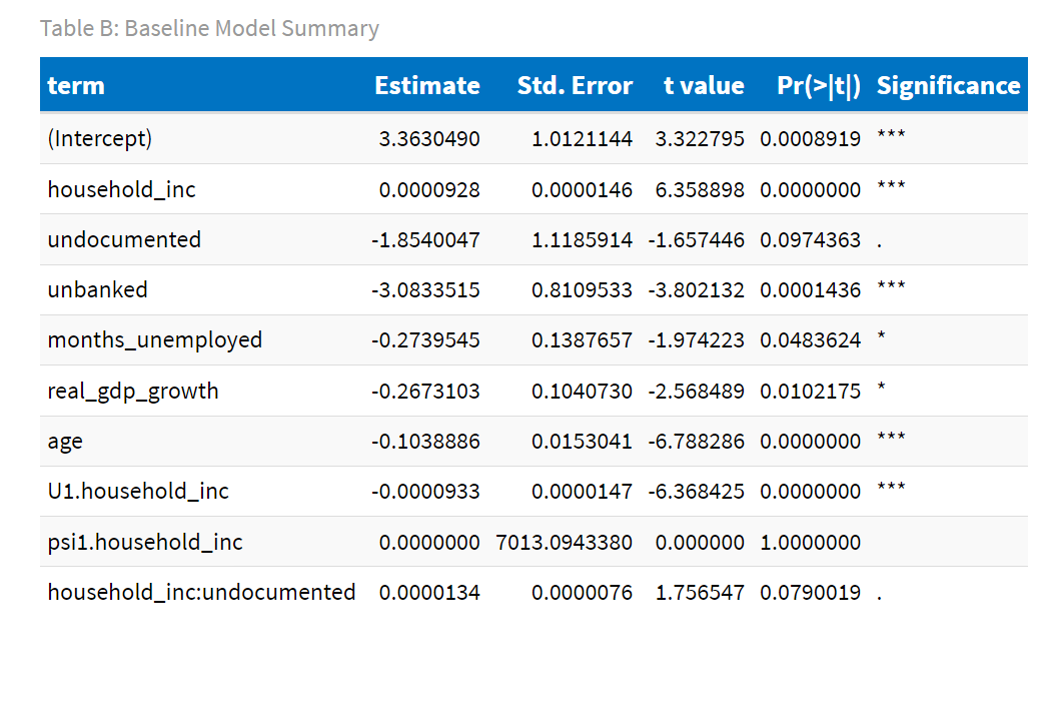 Table B: Baseline Model Summary
term Estimate Std. Error t value Pr(>|t|) Significance
(Intercept) 3.3630490 1.0121144 3.322795 0.0008919 ***
household_inc 0.0000928 0.0000146 6.358898 0.0000000 ***
undocumented -1.8540047 1.1185914 -1.657446 0.0974363 .
unbanked -3.0833515 0.8109533 -3.802132 0.0001436 ***
months_unemployed -0.2739545 0.1387657 -1.974223 0.0483624 *
real_gdp_growth -0.2673103 0.1040730 -2.568489 0.0102175 *
age -0.1038886 0.0153041 -6.788286 0.0000000 ***
U1.household_inc -0.0000933 0.0000147 -6.368425 0.0000000 ***
psi1.household_inc 0.0000000 7013.0943380 0.000000 1.0000000
household_inc:undocumented 0.0000134 0.0000076 1.756547 0.0790019 .